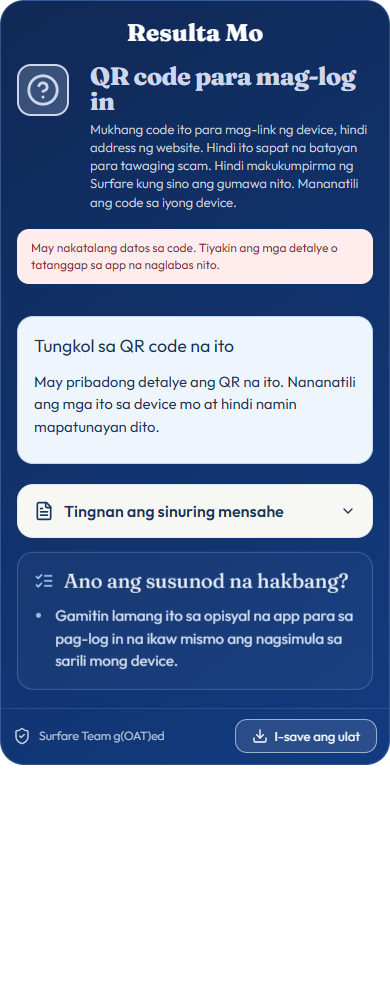 Resulta Mo
QR code para mag-log
in
Mukhang code ito para mag-link ng device, hindi
address ng website. Hindi ito sapat na batayan
para tawaging scam. Hindi makukumpirma ng
Surfare kung sino ang gumawa nito. Mananatili
ang code sa iyong device.
May nakatalang datos sa code. Tiyakin ang mga detalye o
tatanggap sa app na naglabas nito.
Tungkol sa QR code na ito
May pribadong detalye ang QR na ito. Nananatili
ang mga ito sa device mo at hindi namin
mapatunayan dito.
Tingnan ang sinuring mensahe
Ano ang susunod na hakbang?
• Gamitin lamang ito sa opisyal na app para sa
pag-log in na ikaw mismo ang nagsimula sa
sarili mong device.
Surfare Team g(OAT)ed
I-save ang ulat